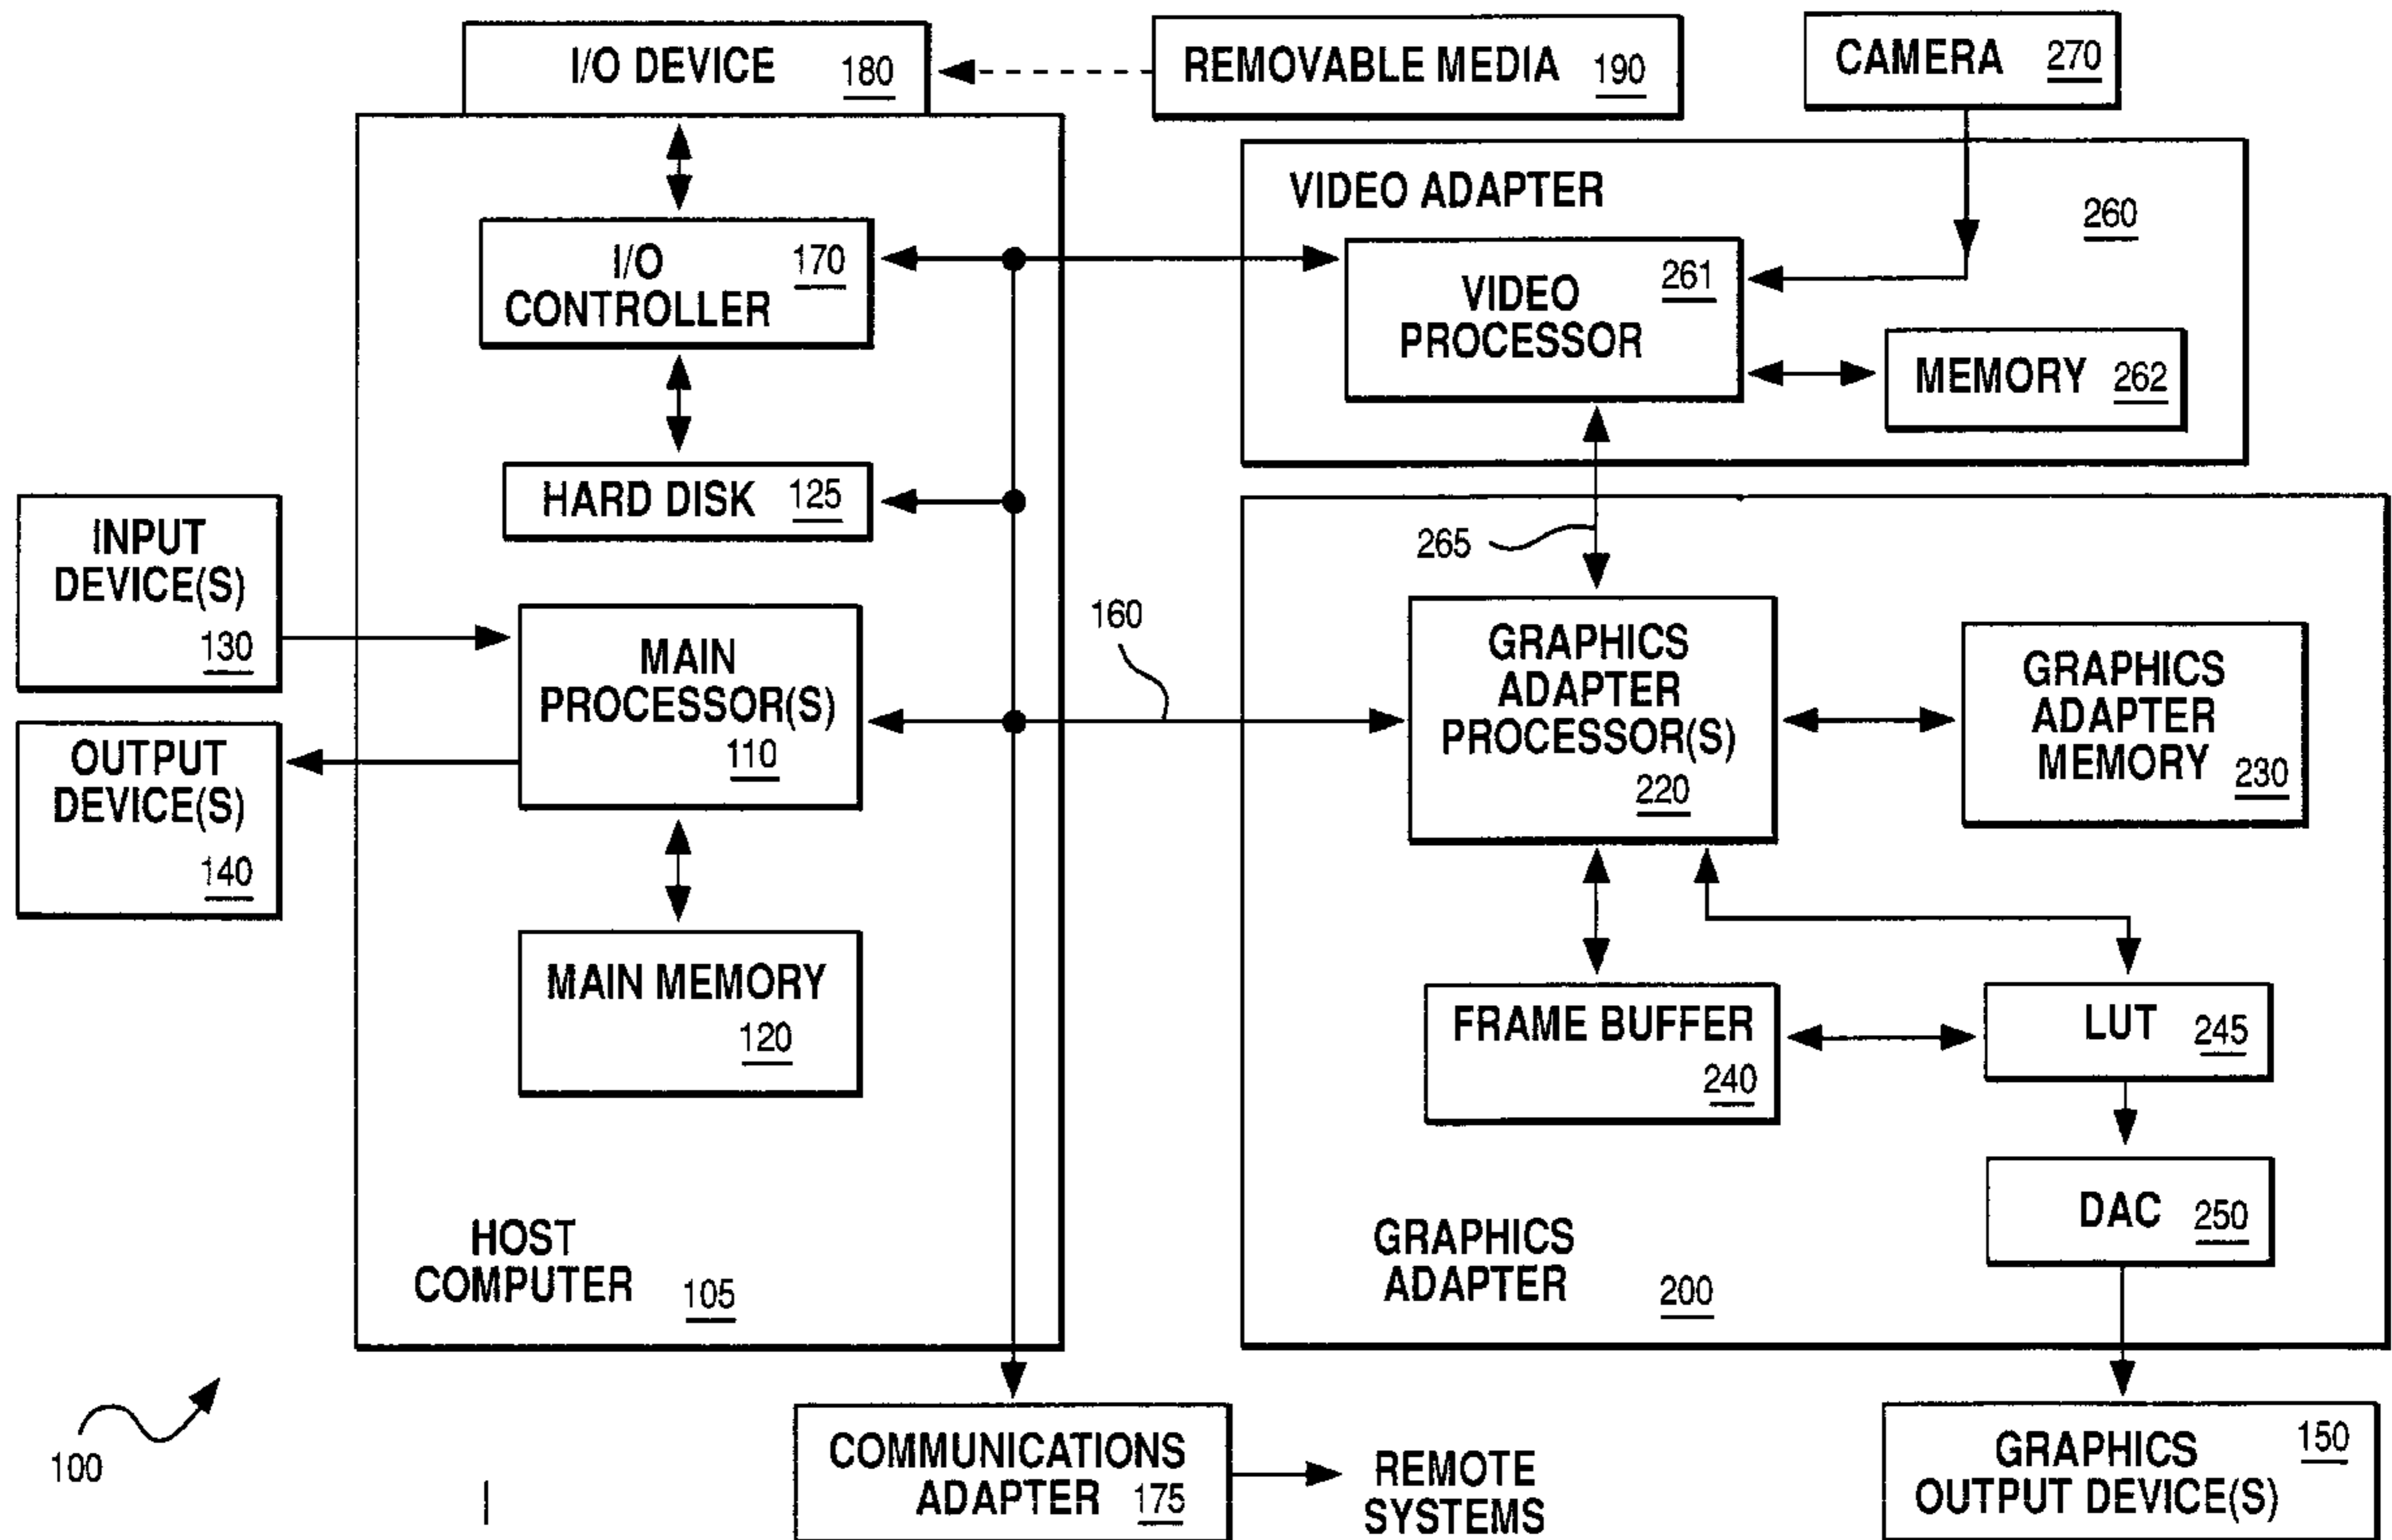 I/O DEVICE 180
REMOVABLE MEDIA 190
CAMERA 270
VIDEO ADAPTER
260
I/O
CONTROLLER
170
VIDEO
PROCESSOR
261
MEMORY 262
HARD DISK 125
265
INPUT
DEVICE(S)
130
MAIN
PROCESSOR(S)
110
160
GRAPHICS
ADAPTER
PROCESSOR(S)
220
GRAPHICS
ADAPTER
MEMORY 230
OUTPUT
DEVICE(S)
140
MAIN MEMORY
120
FRAME BUFFER
240
LUT 245
DAC 250
HOST
COMPUTER 105
GRAPHICS
ADAPTER 200
100
COMMUNICATIONS
ADAPTER 175
REMOTE
SYSTEMS
GRAPHICS 150
OUTPUT DEVICE(S)